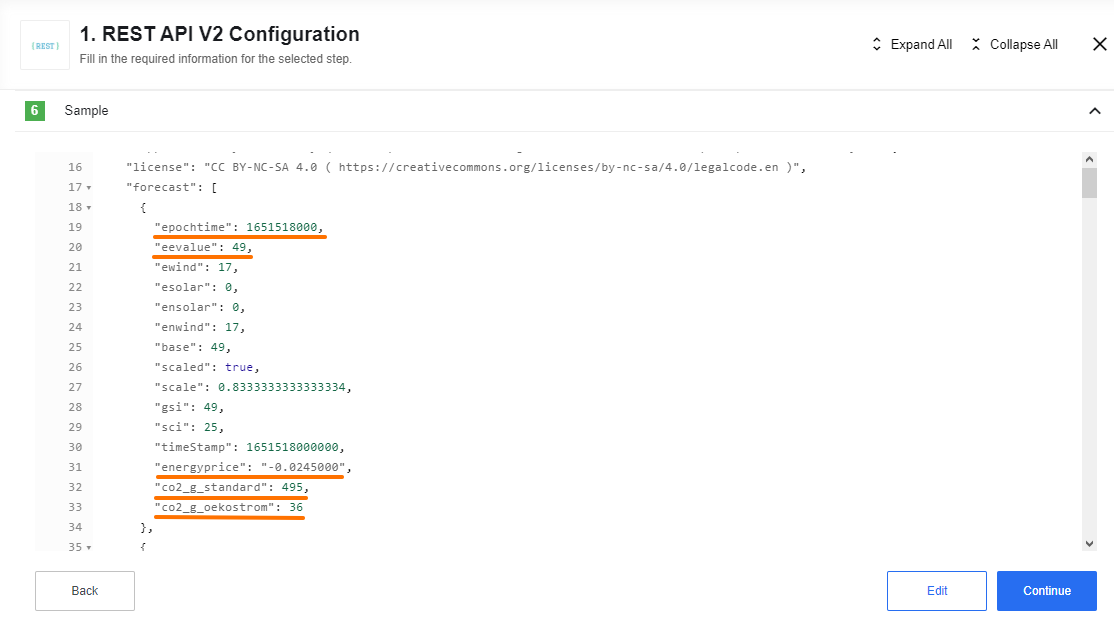 { REST }
1. REST API V2 Configuration
Fill in the required information for the selected step.
Expand All
Collapse All
6
Sample
16 "license": "CC BY-NC-SA 4.0 ( https://creativecommons.org/licenses/by-nc-sa/4.0/legalcode.en )",
17 "forecast": [
18 {
19 "epochtime": 1651518000,
20 "eevalue": 49,
21 "ewind": 17,
22 "esolar": 0,
23 "ensolar": 0,
24 "enwind": 17,
25 "base": 49,
26 "scaled": true,
27 "scale": 0.8333333333333334,
28 "gsi": 49,
29 "sci": 25,
30 "timeStamp": 1651518000000,
31 "energyprice": "-0.0245000",
32 "co2_g_standard": 495,
33 "co2_g_oekostrom": 36
34 },
35 {
Back
Edit
Continue